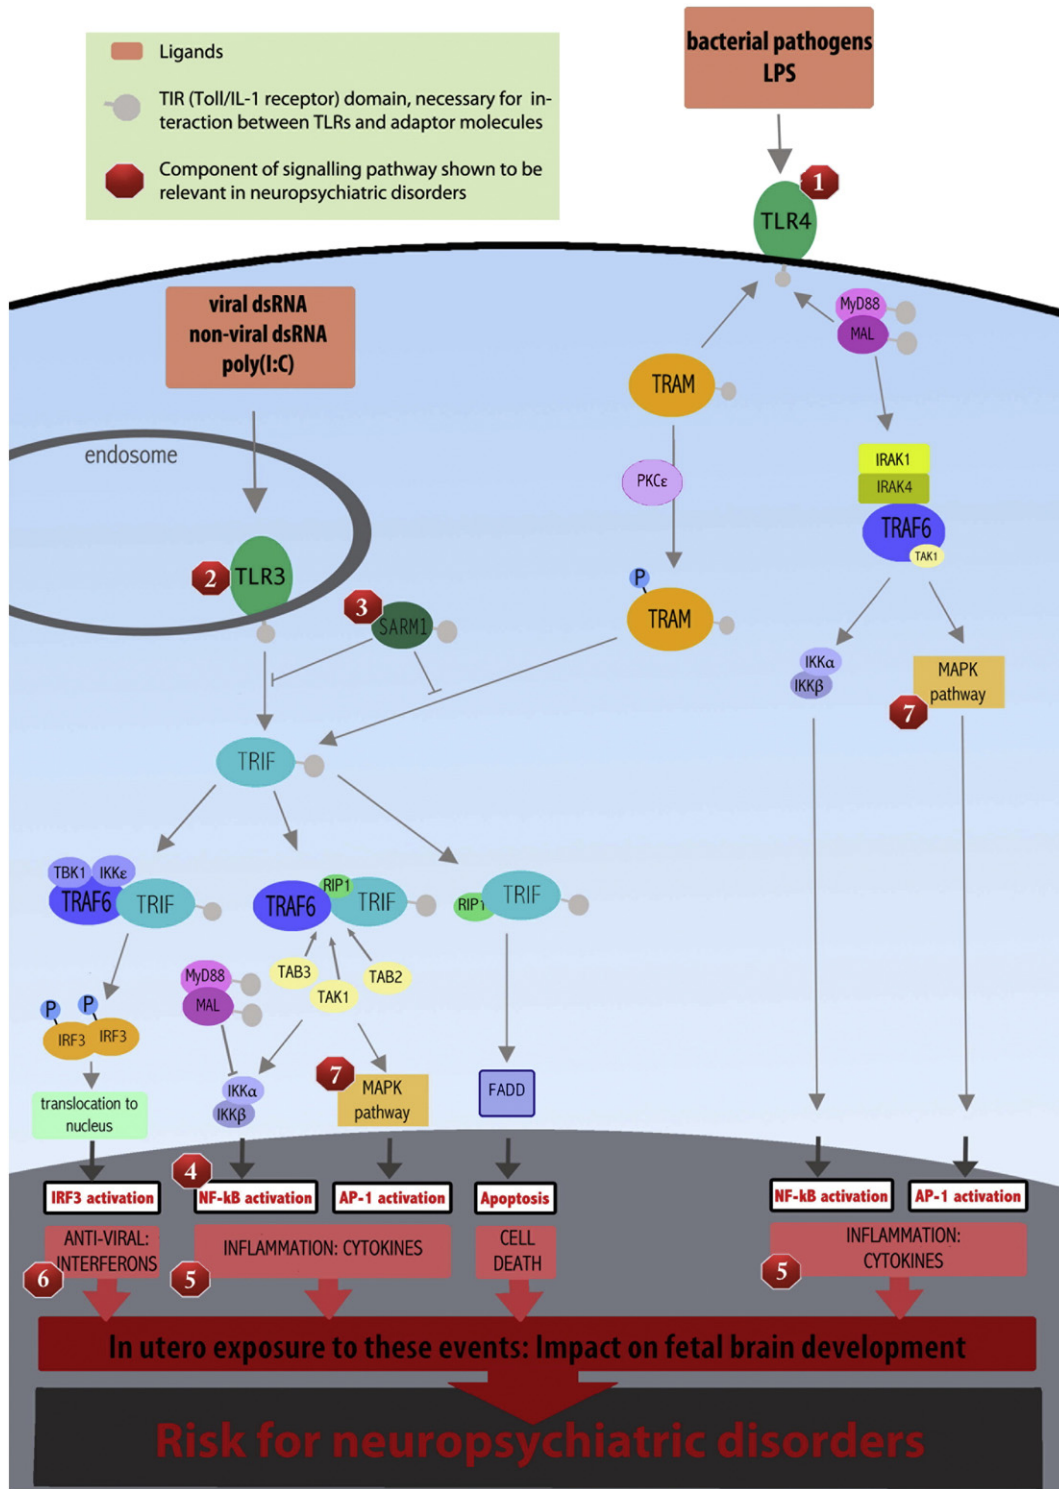 Ligands
TIR (Toll/IL-1 receptor) domain, necessary for in-
teraction between TLRs and adaptor molecules
Component of signalling pathway shown to be
relevant in neuropsychiatric disorders
bacterial pathogens
LPS
1
TLR4
viral dsRNA
non-viral dsRNA
poly(I:C)
MyD88
MAL
TRAM
endosome
PKCε
IRAK1
IRAK4
TRAF6
TAK1
2
TLR3
3
SARM1
P
TRAM
IKKα
IKKβ
MAPK
pathway
7
TRIF
TBK1
IKKε
TRAF6
TRIF
RIP1
TRAF6
TRIF
RIP1
TRIF
MyD88
MAL
TAB3
TAK1
TAB2
P
P
IRF3
IRF3
translocation to
nucleus
IKKα
IKKβ
7
MAPK
pathway
FADD
4
IRF3 activation
NF-kB activation
AP-1 activation
Apoptosis
NF-kB activation
AP-1 activation
ANTI-VIRAL:
INTERFERONS
6
INFLAMMATION: CYTOKINES
5
CELL
DEATH
INFLAMMATION:
CYTOKINES
5
In utero exposure to these events: Impact on fetal brain development
Risk for neuropsychiatric disorders